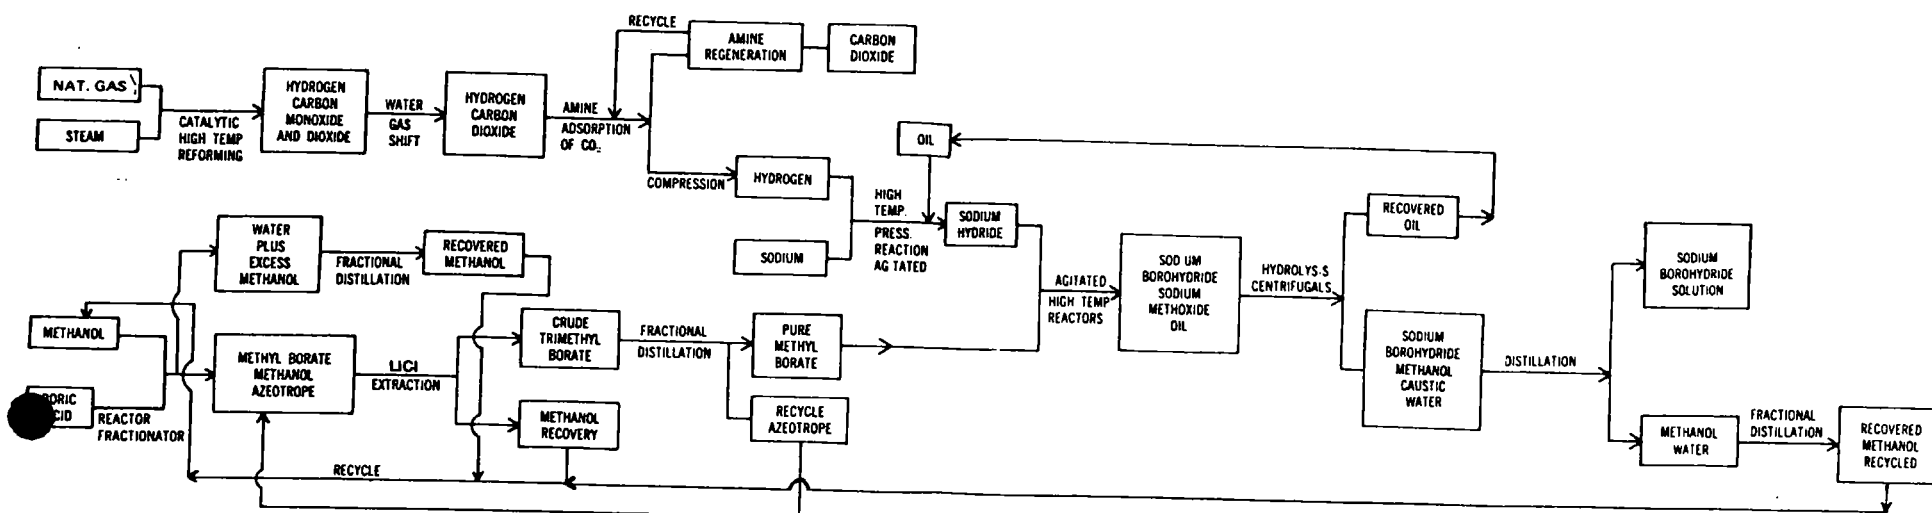 RECYCLE
AMINE
REGENERATION
CARBON
DIOXIDE
NAT. GAS
STEAM
CATALYTIC
HIGH TEMP
REFORMING
HYDROGEN
CARBON
MONOXIDE
AND DIOXIDE
WATER
GAS
SHIFT
HYDROGEN
CARBON
DIOXIDE
AMINE
ADSORPTION
OF CO₂
COMPRESSION
HYDROGEN
SODIUM
OIL
HIGH
TEMP.
PRESS.
REACTION
AG TATED
SODIUM
HYDRIDE
AGITATED
HIGH TEMP
REACTORS
SOD UM
BOROHYDRIDE
SODIUM
METHOXIDE
OIL
HYDROLYS S
CENTRIFUGALS
RECOVERED
OIL
SODIUM
BOROHYDRIDE
METHANOL
CAUSTIC
WATER
DISTILLATION
SODIUM
BOROHYDRIDE
SOLUTION
METHANOL
WATER
FRACTIONAL
DISTILLATION
RECOVERED
METHANOL
RECYCLED
WATER
PLUS
EXCESS
METHANOL
FRACTIONAL
DISTILLATION
RECOVERED
METHANOL
METHANOL
BORIC
CID
REACTOR
FRACTIONATOR
METHYL BORATE
METHANOL
AZEOTROPE
LICI
EXTRACTION
CRUDE
TRIMETHYL
BORATE
METHANOL
RECOVERY
FRACTIONAL
DISTILLATION
PURE
METHYL
BORATE
RECYCLE
AZEOTROPE
RECYCLE